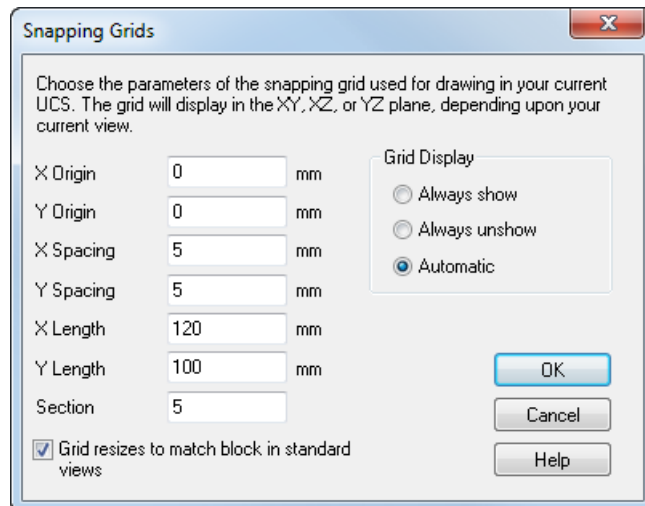 Snapping Grids
Choose the parameters of the snapping grid used for drawing in your current
UCS. The grid will display in the XY, XZ, or YZ plane, depending upon your
current view.
X Origin 0 mm
Y Origin 0 mm
X Spacing 5 mm
Y Spacing 5 mm
X Length 120 mm
Y Length 100 mm
Section 5
Grid resizes to match block in standard
views
Grid Display
Always show
Always unshow
Automatic
OK
Cancel
Help